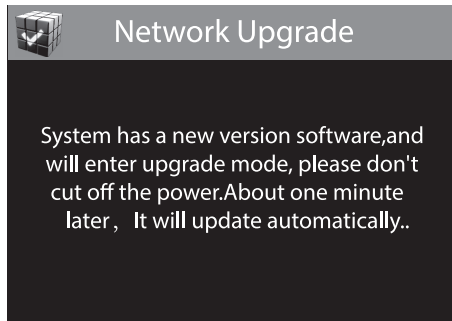 Network Upgrade
System has a new version software,and
will enter upgrade mode, please don't
cut off the power.About one minute
later，It will update automatically..